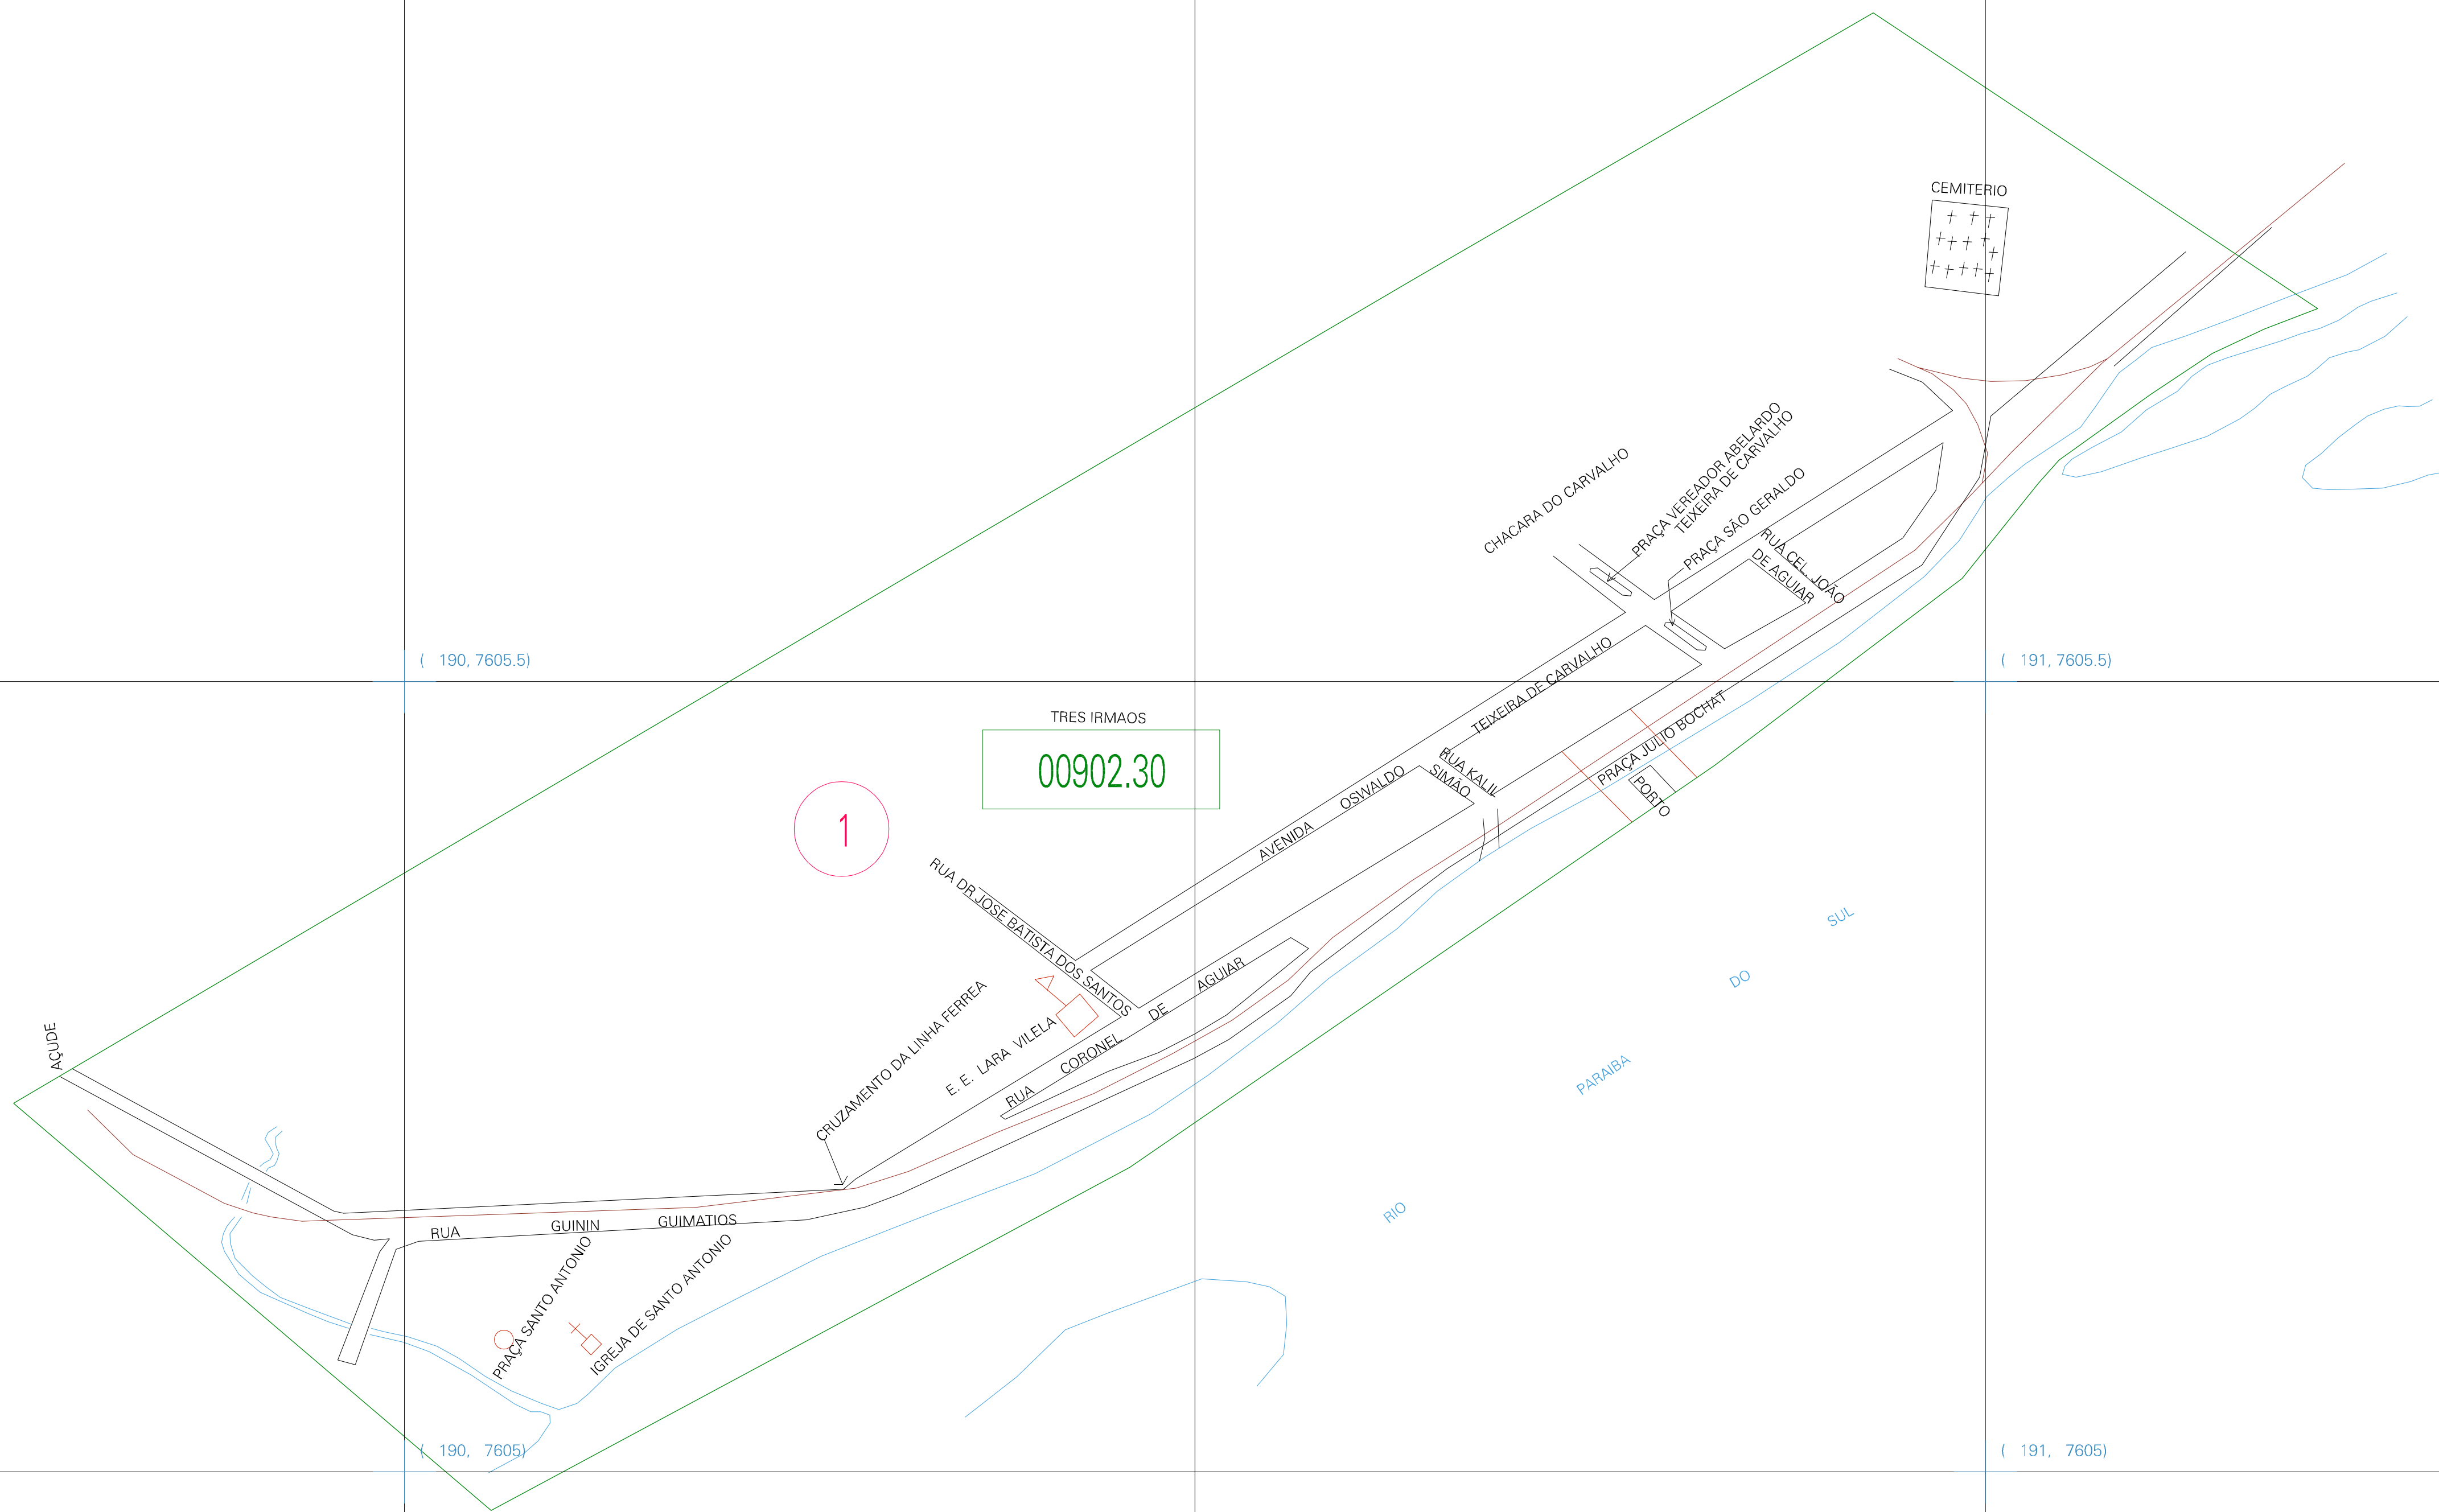 CEMITERIO
PRAÇA VEREADOR ABELARDO
TEIXEIRA DE CARVALHO
CHACARA DO CARVALHO
PRAÇA SÃO GERALDO
RUA CEL. JOÃO
DE AGUIAR
( 190, 7605.5)
( 191, 7605.5)
TRES IRMAOS
00902.30
1
AVENIDA OSWALDO TEIXEIRA DE CARVALHO
RUA KALIL
SIMÃO
PRAÇA JULIO BOCHAT
PORTO
RUA DR JOSE BATISTA DOS SANTOS
E. E. LARA VILELA
CRUZAMENTO DA LINHA FERREA
RUA CORONEL DE AGUIAR
AÇUDE
RIO PARAIBA DO SUL
RUA GUININ GUIMATIOS
PRAÇA SANTO ANTONIO
IGREJA DE SANTO ANTONIO
( 190, 7605)
( 191, 7605)